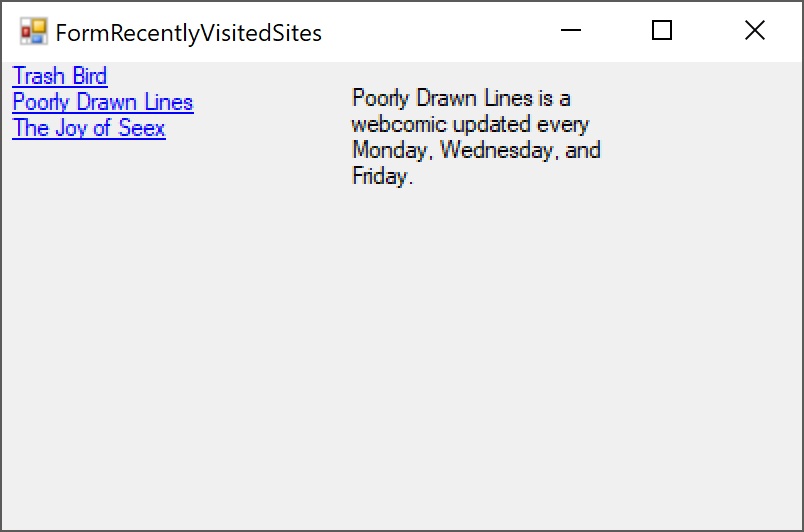 FormRecentlyVisitedSites
Trash Bird
Poorly Drawn Lines
The Joy of Seex
Poorly Drawn Lines is a
webcomic updated every
Monday, Wednesday, and
Friday.